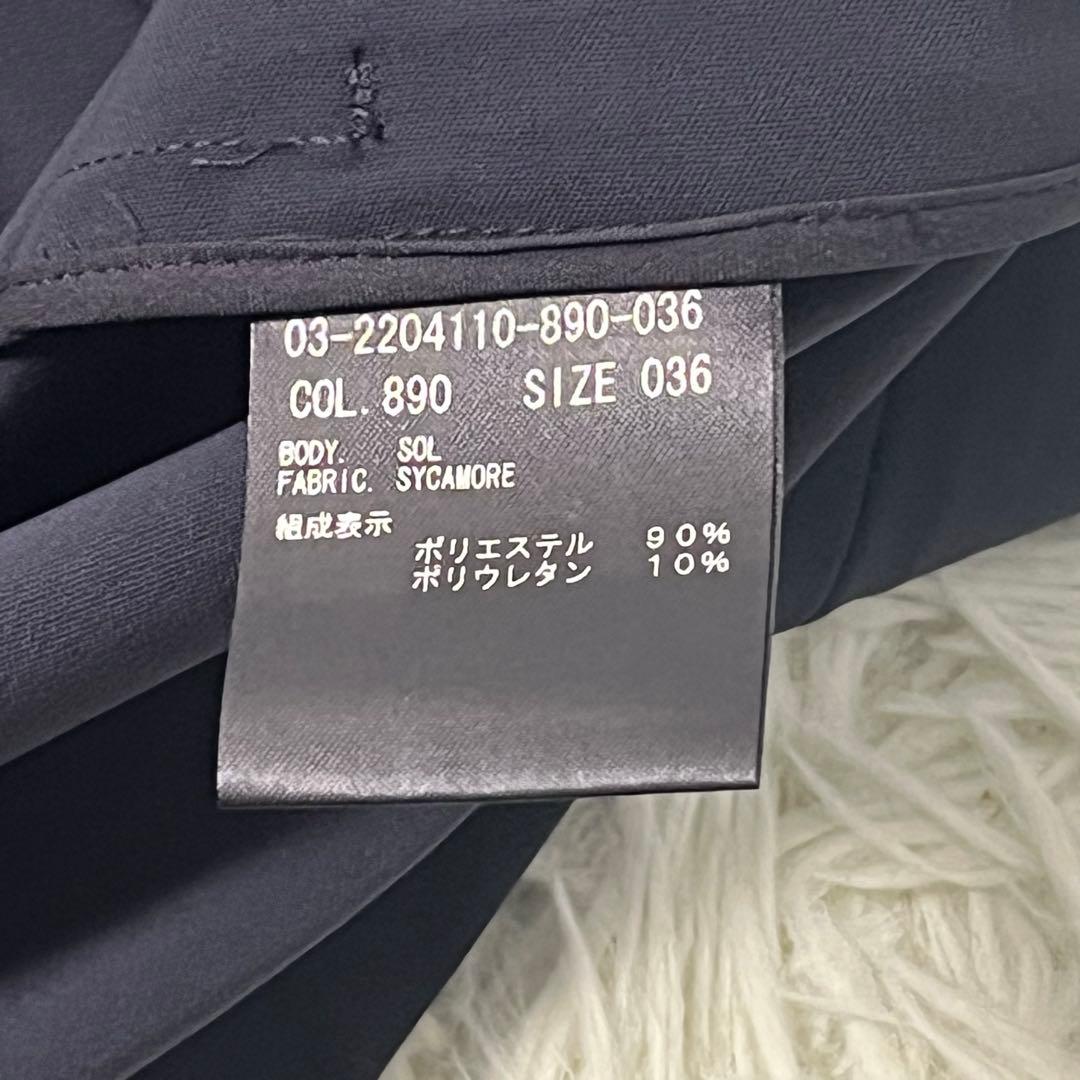 03-2204110-890-036
COL. 890 SIZE 036
BODY. SOL
FABRIC. SYCAMORE
組成表示
ポリエステル 90%
ポリウレタン 10%